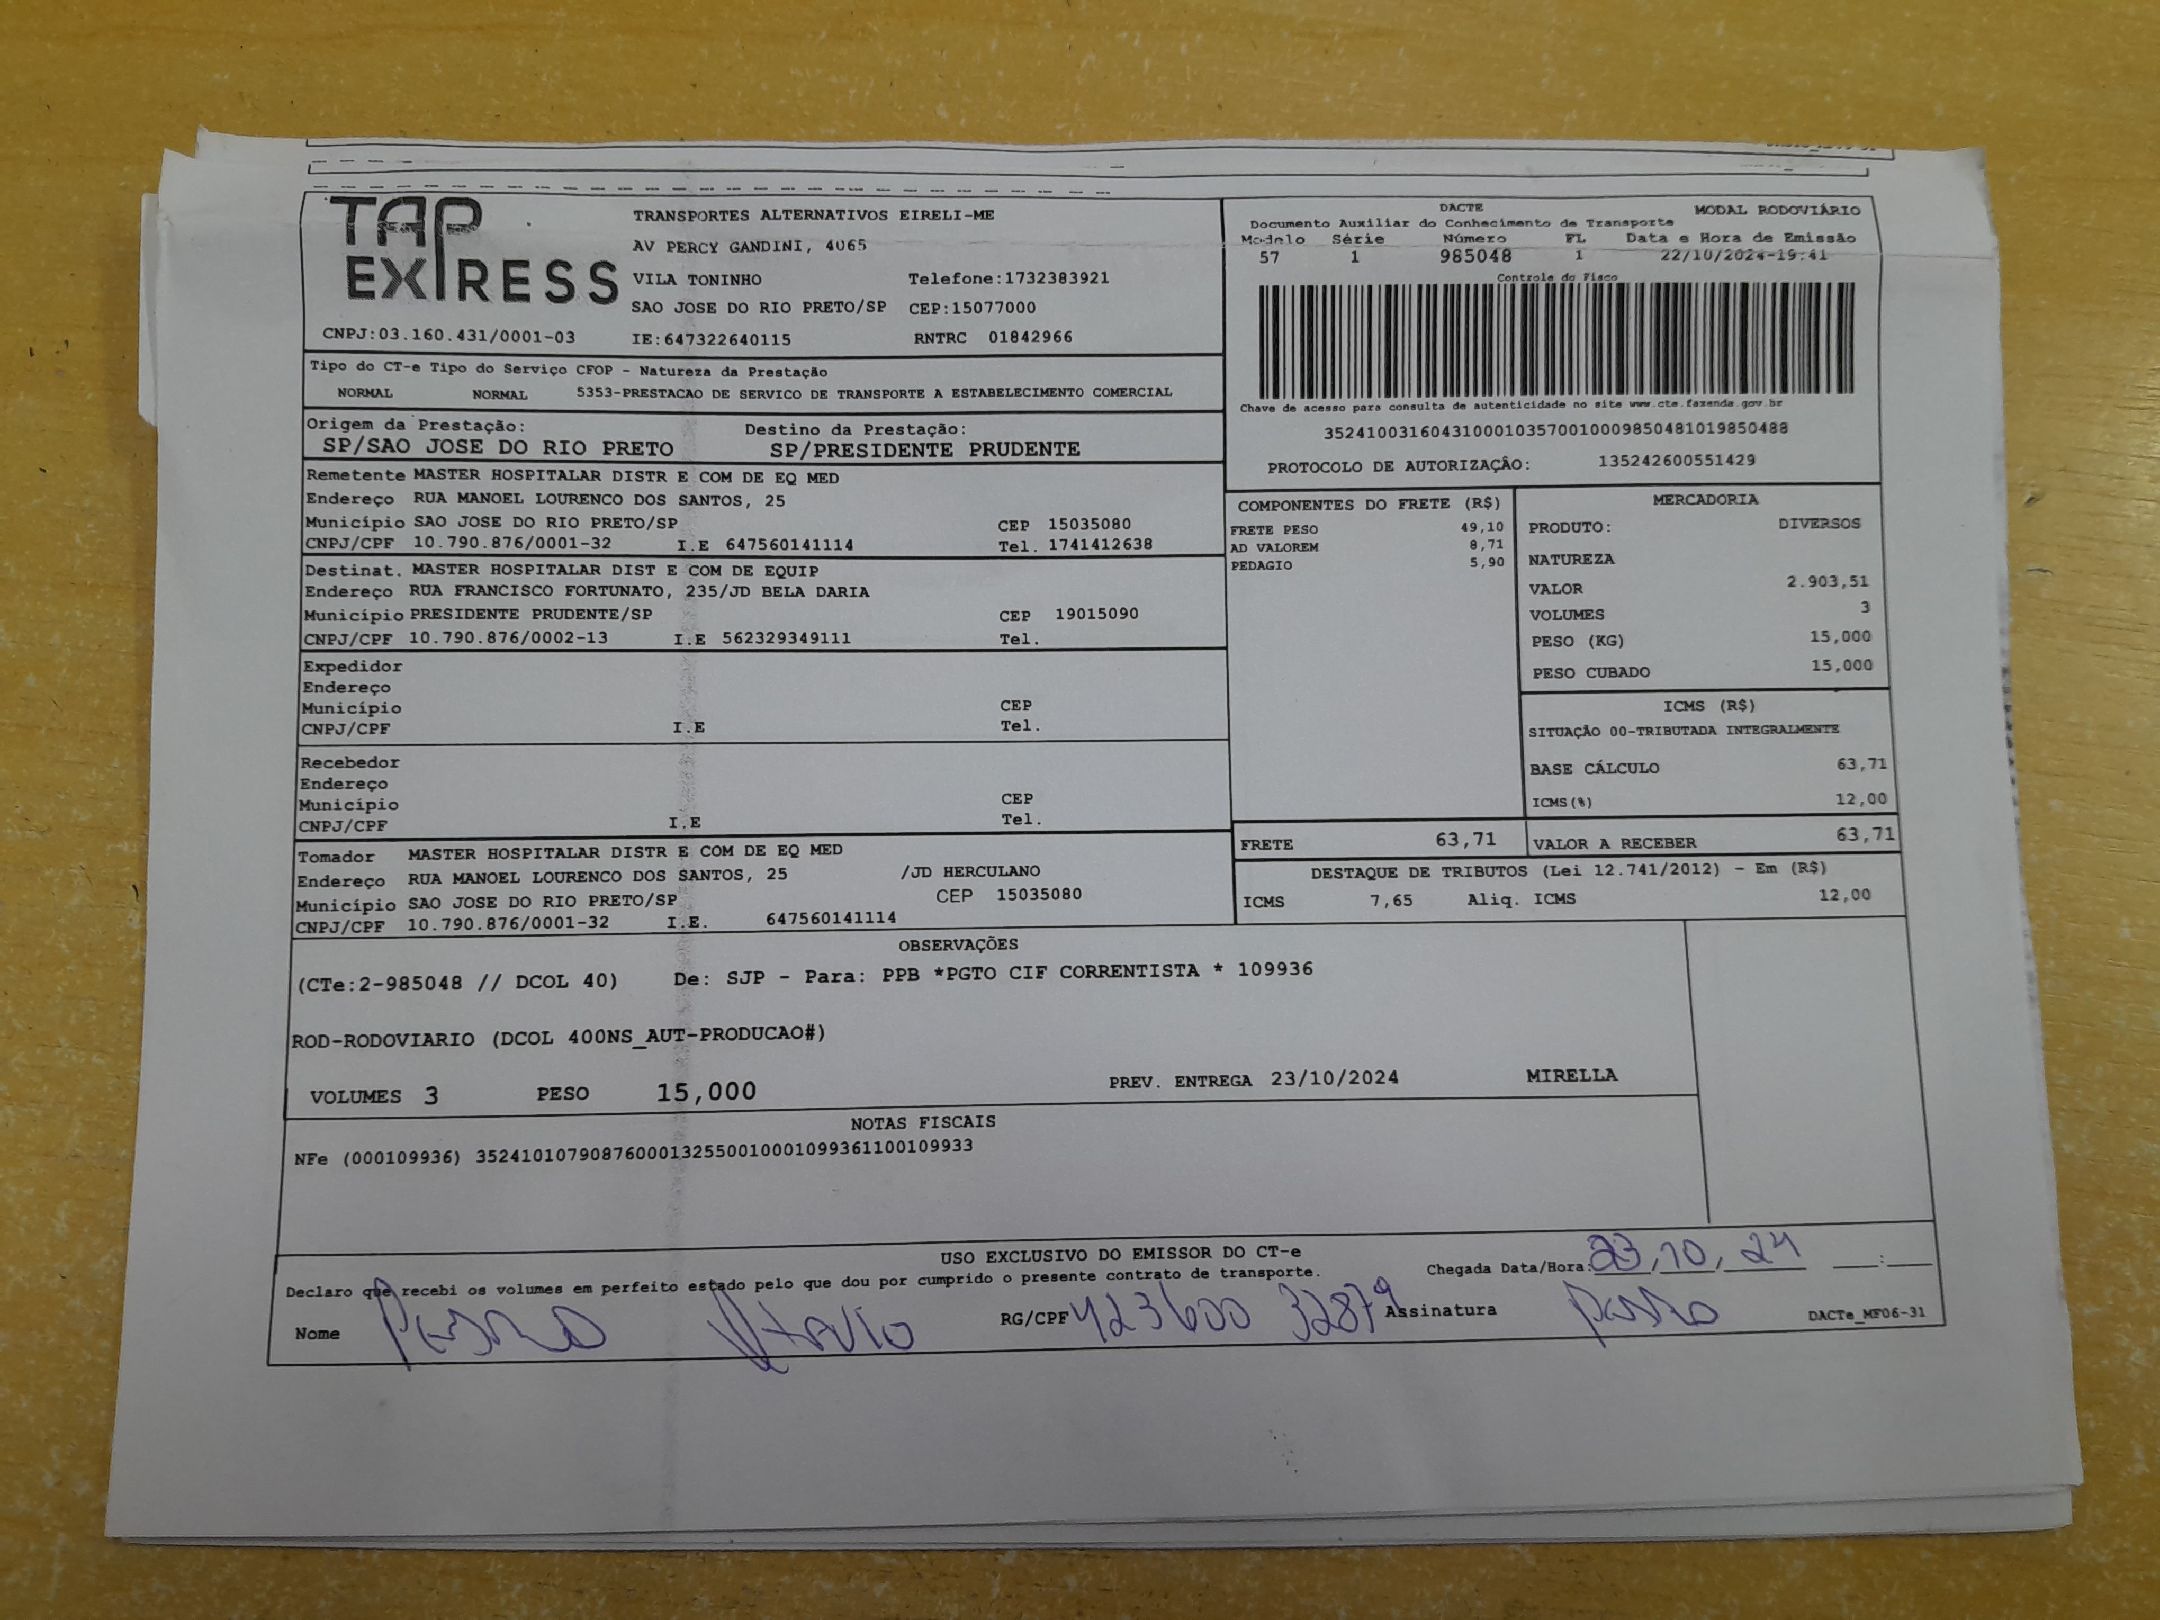 TAP EXPRESS
TRANSPORTES ALTERNATIVOS EIRELI-ME
AV PERCY GANDINI, 4065
VILA TONINHO Telefone:1732383921
SAO JOSE DO RIO PRETO/SP CEP:15077000
CNPJ:03.160.431/0001-03 IE:647322640115 RNTRC 01842966
DACTE MODAL RODOVIÁRIO
Documento Auxiliar do Conhecimento de Transporte
Modelo Série Número FL Data e Hora de Emissão
57 1 985048 1 22/10/2024-19:41
Controle do Fisco
Chave de acesso para consulta de autenticidade no site www.cte.fazenda.gov.br
35241003160431000103570010009850481019850488
PROTOCOLO DE AUTORIZAÇÃO: 135242600551429
Tipo do CT-e Tipo do Serviço CFOP - Natureza da Prestação
NORMAL NORMAL 5353-PRESTACAO DE SERVICO DE TRANSPORTE A ESTABELECIMENTO COMERCIAL
Origem da Prestação: Destino da Prestação:
SP/SAO JOSE DO RIO PRETO SP/PRESIDENTE PRUDENTE
Remetente MASTER HOSPITALAR DISTR E COM DE EQ MED
Endereço RUA MANOEL LOURENCO DOS SANTOS, 25
Município SAO JOSE DO RIO PRETO/SP CEP 15035080
CNPJ/CPF 10.790.876/0001-32 I.E 647560141114 Tel. 1741412638
Destinat. MASTER HOSPITALAR DIST E COM DE EQUIP
Endereço RUA FRANCISCO FORTUNATO, 235/JD BELA DARIA
Município PRESIDENTE PRUDENTE/SP CEP 19015090
CNPJ/CPF 10.790.876/0002-13 I.E 562329349111 Tel.
Expedidor
Endereço
Município CEP
CNPJ/CPF I.E Tel.
Recebedor
Endereço
Município CEP
CNPJ/CPF I.E Tel.
Tomador MASTER HOSPITALAR DISTR E COM DE EQ MED
Endereço RUA MANOEL LOURENCO DOS SANTOS, 25 /JD HERCULANO
Município SAO JOSE DO RIO PRETO/SP CEP 15035080
CNPJ/CPF 10.790.876/0001-32 I.E. 647560141114
COMPONENTES DO FRETE (R$)
FRETE PESO 49,10
AD VALOREM 8,71
PEDAGIO 5,90
MERCADORIA
PRODUTO: DIVERSOS
NATUREZA
VALOR 2.903,51
VOLUMES 3
PESO (KG) 15,000
PESO CUBADO 15,000
ICMS (R$)
SITUAÇÃO 00-TRIBUTADA INTEGRALMENTE
BASE CÁLCULO 63,71
ICMS(%) 12,00
FRETE 63,71 VALOR A RECEBER 63,71
DESTAQUE DE TRIBUTOS (Lei 12.741/2012) - Em (R$)
ICMS 7,65 Aliq. ICMS 12,00
OBSERVAÇÕES
(CTe:2-985048 // DCOL 40) De: SJP - Para: PPB *PGTO CIF CORRENTISTA * 109936
ROD-RODOVIARIO (DCOL 400NS_AUT-PRODUCAO#)
VOLUMES 3 PESO 15,000 PREV. ENTREGA 23/10/2024 MIRELLA
NOTAS FISCAIS
NFe (000109936) 35241010790876000132550010001099361100109933
USO EXCLUSIVO DO EMISSOR DO CT-e
Declaro que recebi os volumes em perfeito estado pelo que dou por cumprido o presente contrato de transporte. Chegada Data/Hora: 23,10,24 :
Nome RG/CPF 423600 32879 Assinatura DACTe_MF06-31